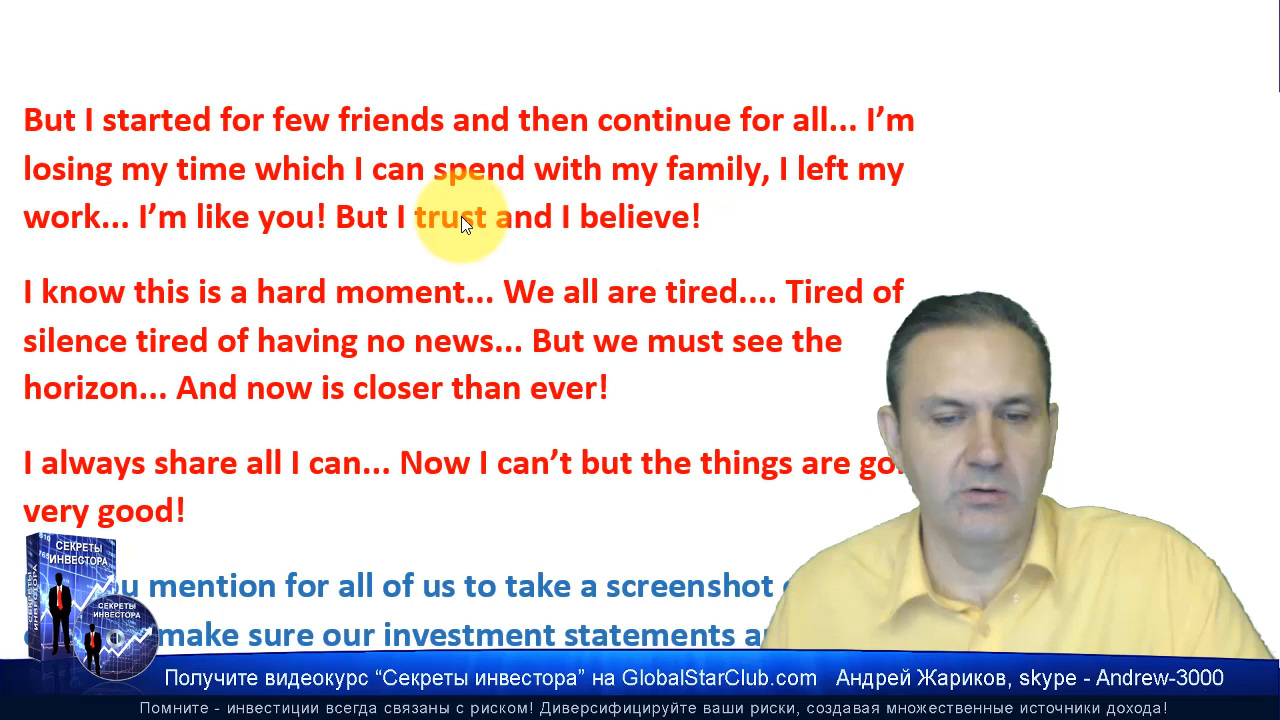 But I started for few friends and then continue for all... I’m
losing my time which I can spend with my family, I left my
work... I’m like you! But I trust and I believe!
I know this is a hard moment... We all are tired.... Tired of
silence tired of having no news... But we must see the
horizon... And now is closer than ever!
I always share all I can... Now I can’t but the things are
very good!
mention for all of us to take a screenshot
make sure our investment statements
СЕКРЕТЫ
ИНВЕСТОРА
СЕКРЕТЫ
ИНВЕСТОРА
СЕКРЕТЫ
ИНВЕСТОРА
Получите видеокурс “Секреты инвестора” на GlobalStarClub.com Андрей Жариков, skype - Andrew-3000
Помните - инвестиции всегда связаны с риском! Диверсифицируйте ваши риски, создавая множественные источники дохода!